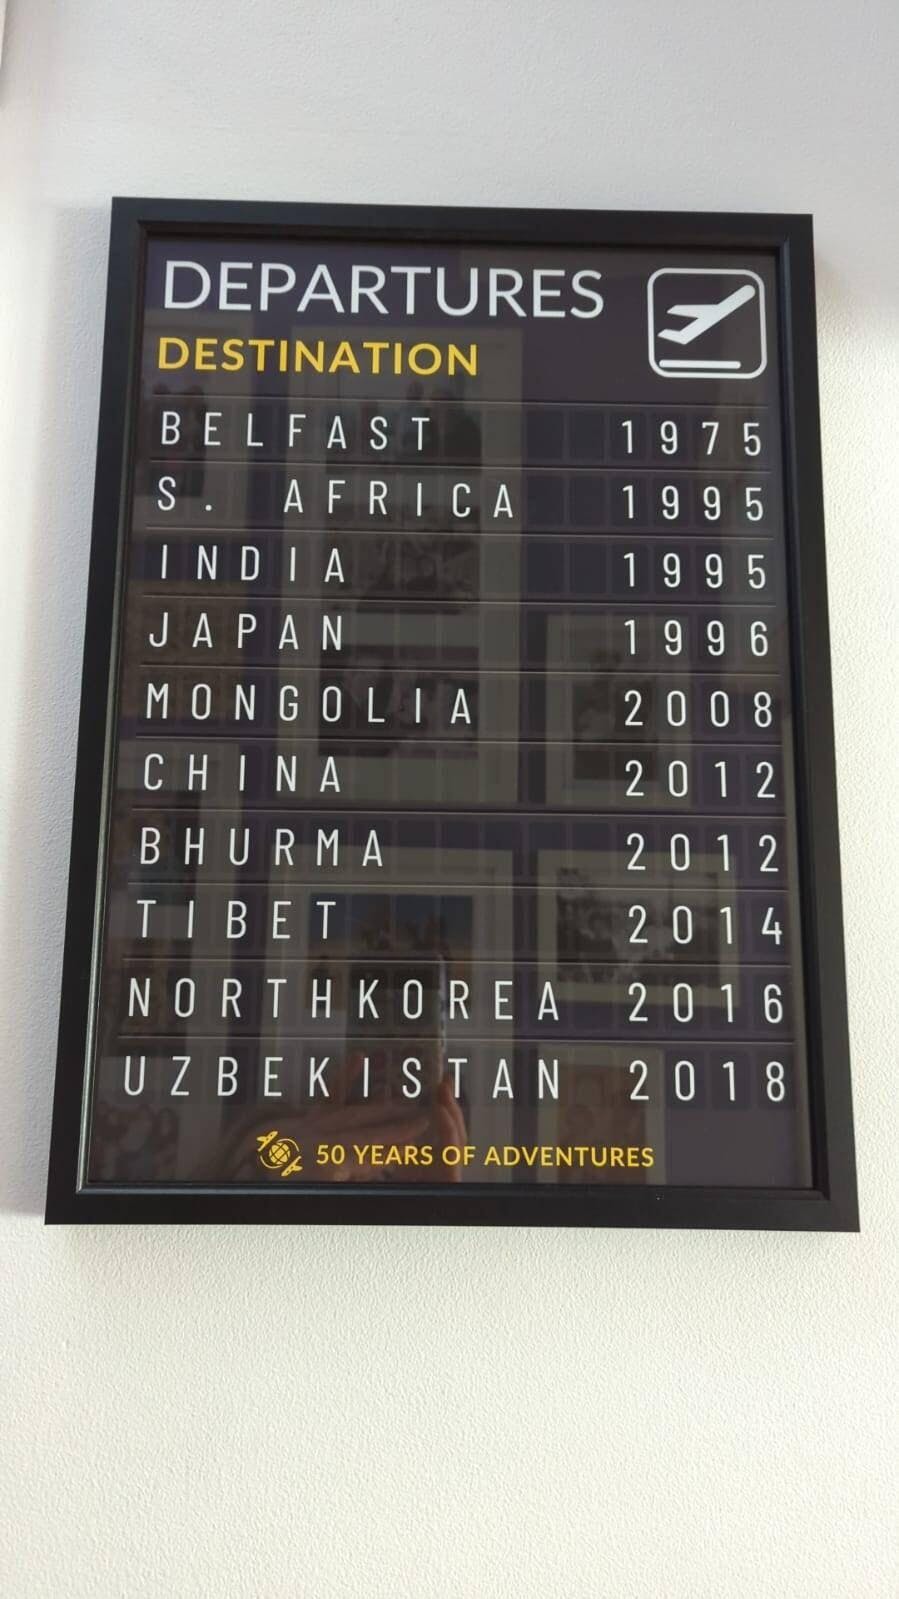 DEPARTURES
DESTINATION
BELFAST 1975
S. AFRICA 1995
INDIA 1995
JAPAN 1996
MONGOLIA 2008
CHINA 2012
BHURMA 2012
TIBET 2014
NORTHKOREA 2016
UZBEKISTAN 2018
50 YEARS OF ADVENTURES